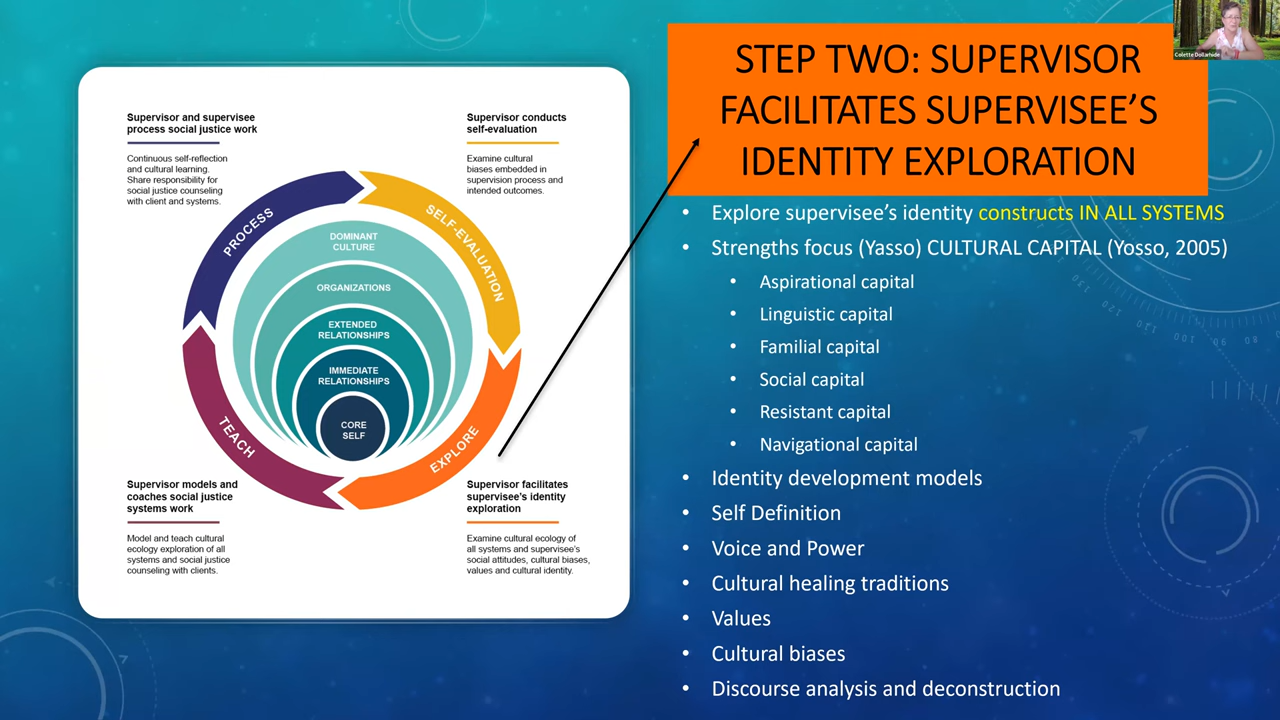 Supervisor and supervisee
process social justice work
Continuous self-reflection
and cultural learning.
Share responsibility for
social justice counseling
with client and systems.
Supervisor conducts
self-evaluation
Examine cultural
biases embedded in
supervision process and
intended outcomes.
PROCESS
SELF-EVALUATION
DOMINANT
CULTURE
ORGANIZATIONS
EXTENDED
RELATIONSHIPS
IMMEDIATE
RELATIONSHIPS
CORE
SELF
TEACH
EXPLORE
Supervisor models and
coaches social justice
systems work
Model and teach cultural
ecology exploration of all
systems and social justice
counseling with clients.
Supervisor facilitates
supervisee's identity
exploration
Examine cultural ecology of
all systems and supervisee's
social attitudes, cultural biases,
values and cultural identity.
STEP TWO: SUPERVISOR
FACILITATES SUPERVISEE'S
IDENTITY EXPLORATION
Colette Dollarhide
• Explore supervisee's identity constructs IN ALL SYSTEMS
• Strengths focus (Yasso) CULTURAL CAPITAL (Yosso, 2005)
• Aspirational capital
• Linguistic capital
• Familial capital
• Social capital
• Resistant capital
• Navigational capital
• Identity development models
• Self Definition
• Voice and Power
• Cultural healing traditions
• Values
• Cultural biases
• Discourse analysis and deconstruction